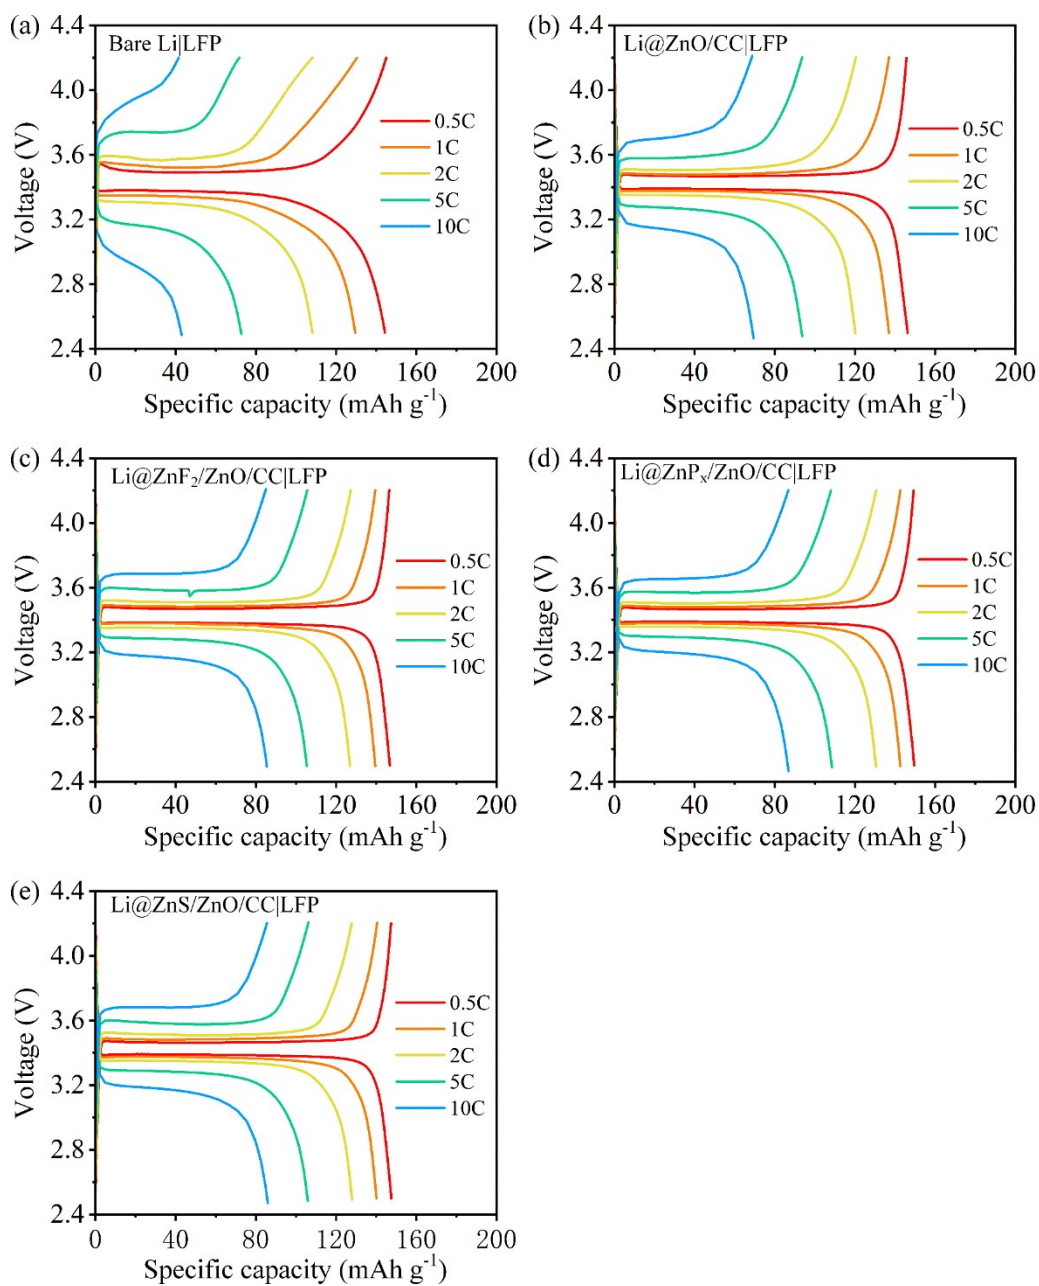 (a)
Bare Li|LFP
4.4
4.0
3.6
3.2
2.8
2.4
Voltage (V)
0.5C
1C
2C
5C
10C
0 40 80 120 160 200
Specific capacity (mAh g⁻¹)
(b)
Li@ZnO/CC|LFP
4.4
4.0
3.6
3.2
2.8
2.4
Voltage (V)
0.5C
1C
2C
5C
10C
0 40 80 120 160 200
Specific capacity (mAh g⁻¹)
(c)
Li@ZnF₂/ZnO/CC|LFP
4.4
4.0
3.6
3.2
2.8
2.4
Voltage (V)
0.5C
1C
2C
5C
10C
0 40 80 120 160 200
Specific capacity (mAh g⁻¹)
(d)
Li@ZnPₓ/ZnO/CC|LFP
4.4
4.0
3.6
3.2
2.8
2.4
Voltage (V)
0.5C
1C
2C
5C
10C
0 40 80 120 160 200
Specific capacity (mAh g⁻¹)
(e)
Li@ZnS/ZnO/CC|LFP
4.4
4.0
3.6
3.2
2.8
2.4
Voltage (V)
0.5C
1C
2C
5C
10C
0 40 80 120 160 200
Specific capacity (mAh g⁻¹)